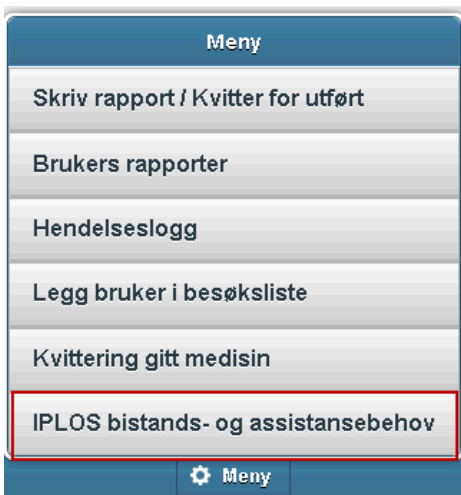 Meny
Skriv rapport / Kvitter for utført
Brukers rapporter
Hendelseslogg
Legg bruker i besøksliste
Kvittering gitt medisin
IPLOS bistands- og assistansebehov
Meny